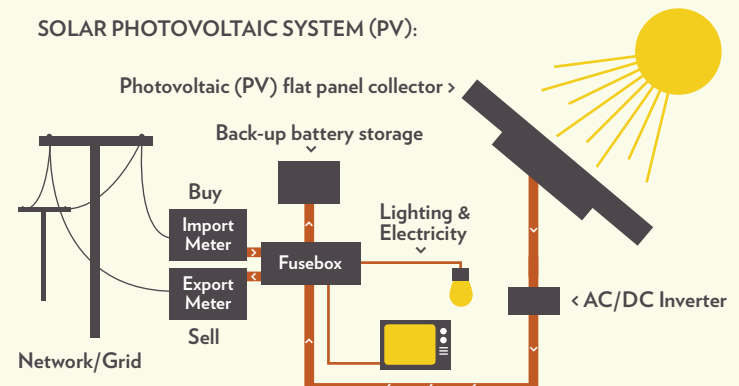 SOLAR PHOTOVOLTAIC SYSTEM (PV):
Photovoltaic (PV) flat panel collector >
Back-up battery storage
Buy
Import
Meter
Lighting &
Electricity
Fusebox
Export
Meter
Sell
< AC/DC Inverter
Network/Grid